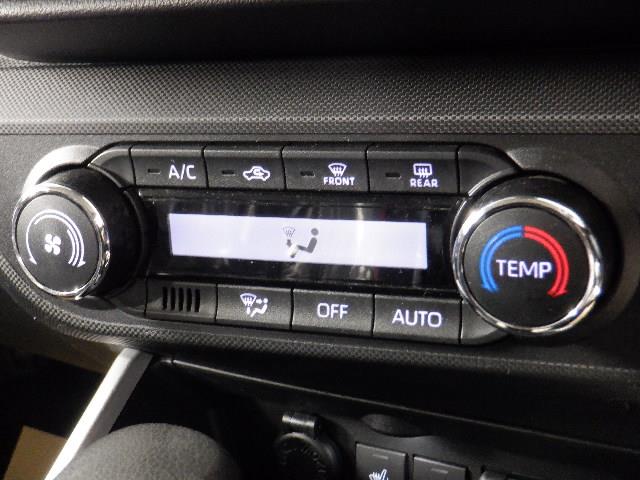 A/C
FRONT
REAR
TEMP
OFF
AUTO